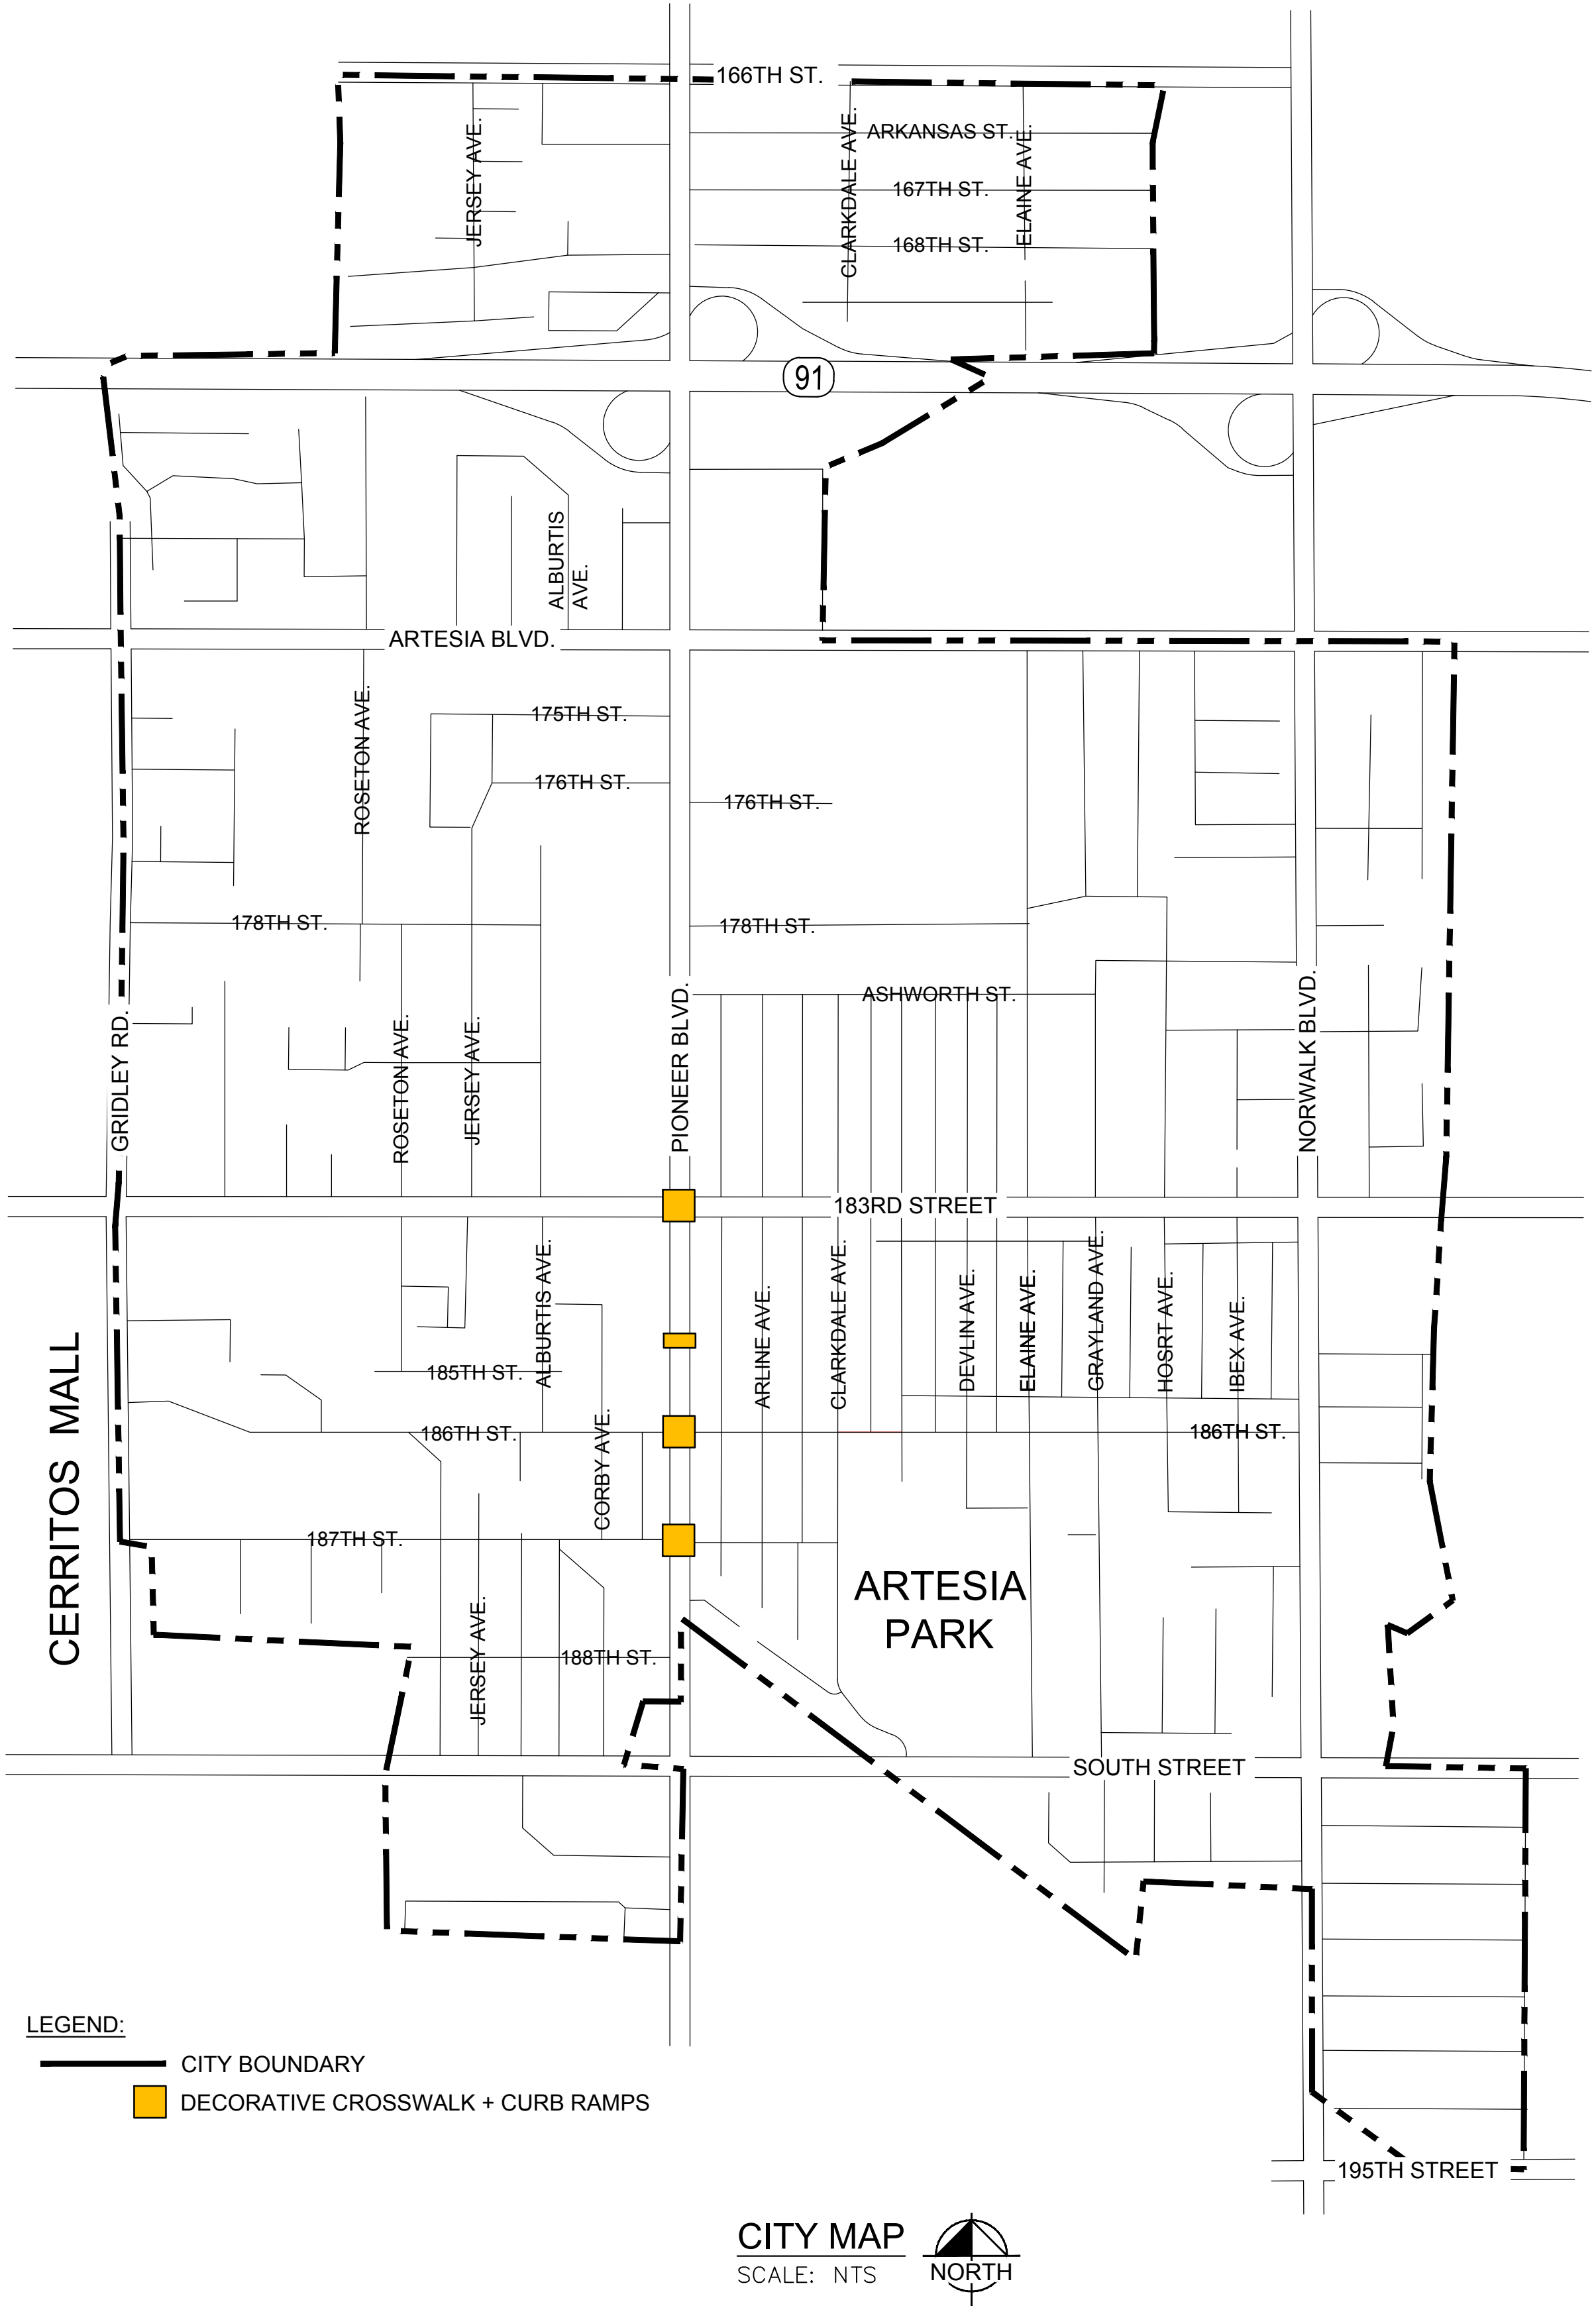 166TH ST.
JERSEY AVE.
CLARKDALE AVE.
ARKANSAS ST.
ELAINE AVE.
167TH ST.
168TH ST.
91
ALBURTIS
AVE.
ARTESIA BLVD.
ROSETON AVE.
175TH ST.
176TH ST.
176TH ST.
178TH ST.
178TH ST.
GRIDLEY RD.
ROSETON AVE.
JERSEY AVE.
PIONEER BLVD.
ASHWORTH ST.
NORWALK BLVD.
183RD STREET
CERRITOS MALL
ALBURTIS AVE.
185TH ST.
ARLINE AVE.
CLARKDALE AVE.
DEVLIN AVE.
ELAINE AVE.
GRAYLAND AVE.
HOSRT AVE.
IBEX AVE.
186TH ST.
CORBY AVE.
186TH ST.
187TH ST.
ARTESIA
PARK
JERSEY AVE.
188TH ST.
SOUTH STREET
LEGEND:
CITY BOUNDARY
DECORATIVE CROSSWALK + CURB RAMPS
195TH STREET
CITY MAP
SCALE: NTS
NORTH